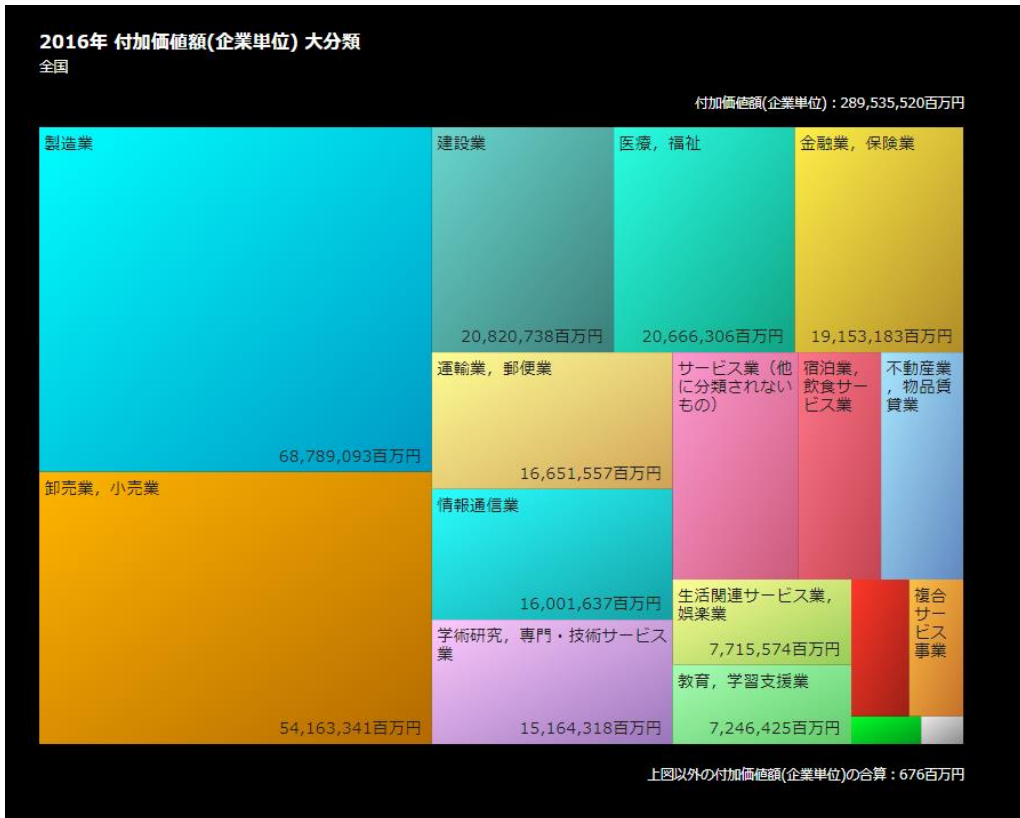 2016年 付加価値額(企業単位) 大分類
全国
付加価値額(企業単位)：289,535,520百万円
製造業
68,789,093百万円
卸売業，小売業
54,163,341百万円
建設業
20,820,738百万円
医療，福祉
20,666,306百万円
金融業，保険業
19,153,183百万円
運輸業，郵便業
16,651,557百万円
情報通信業
16,001,637百万円
学術研究，専門・技術サービス
業
15,164,318百万円
サービス業（他
に分類されない
もの）
宿泊業，
飲食サー
ビス業
不動産業
，物品賃
貸業
生活関連サービス業，
娯楽業
7,715,574百万円
教育，学習支援業
7,246,425百万円
複合
サー
ビス
事業
上図以外の付加価値額(企業単位)の合算：676百万円